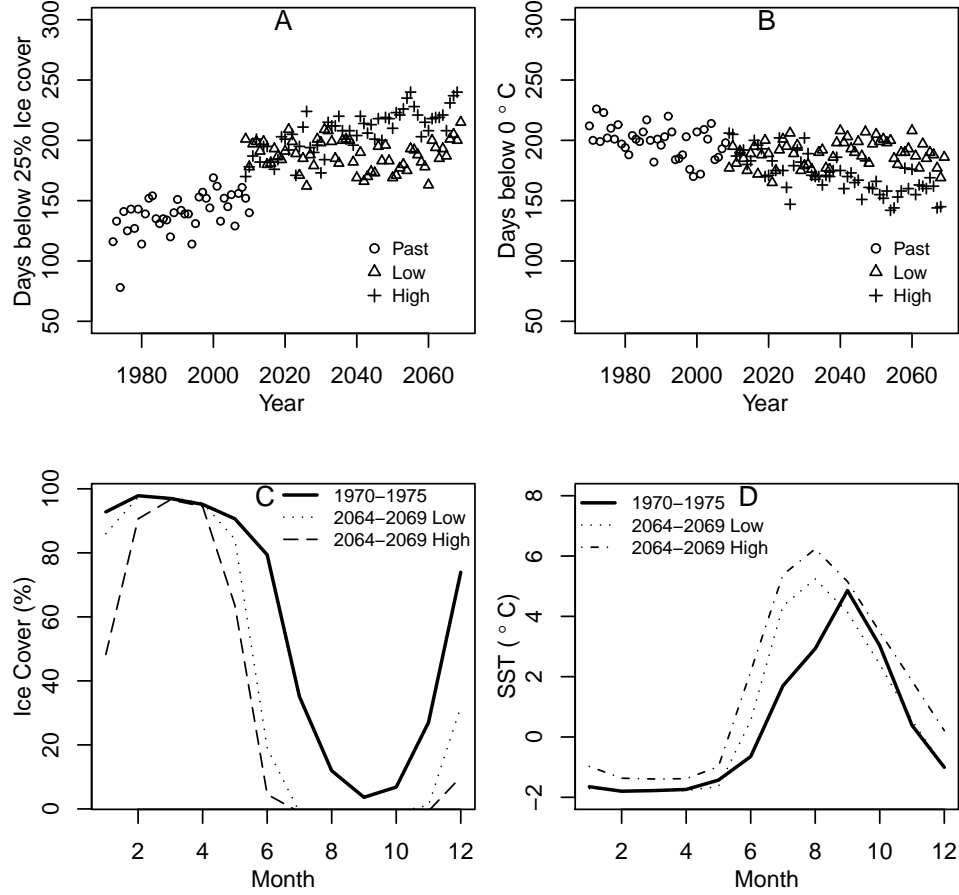 A
Days below 25% Ice cover
300
250
200
150
100
50
Past
Low
High
1980 2000 2020 2040 2060
Year
B
Days below 0 ° C
300
250
200
150
100
50
Past
Low
High
1980 2000 2020 2040 2060
Year
C
Ice Cover (%)
100
80
60
40
20
0
1970–1975
2064–2069 Low
2064–2069 High
2 4 6 8 10 12
Month
D
SST ( ° C)
8
6
4
2
0
−2
1970–1975
2064–2069 Low
2064–2069 High
2 4 6 8 10 12
Month